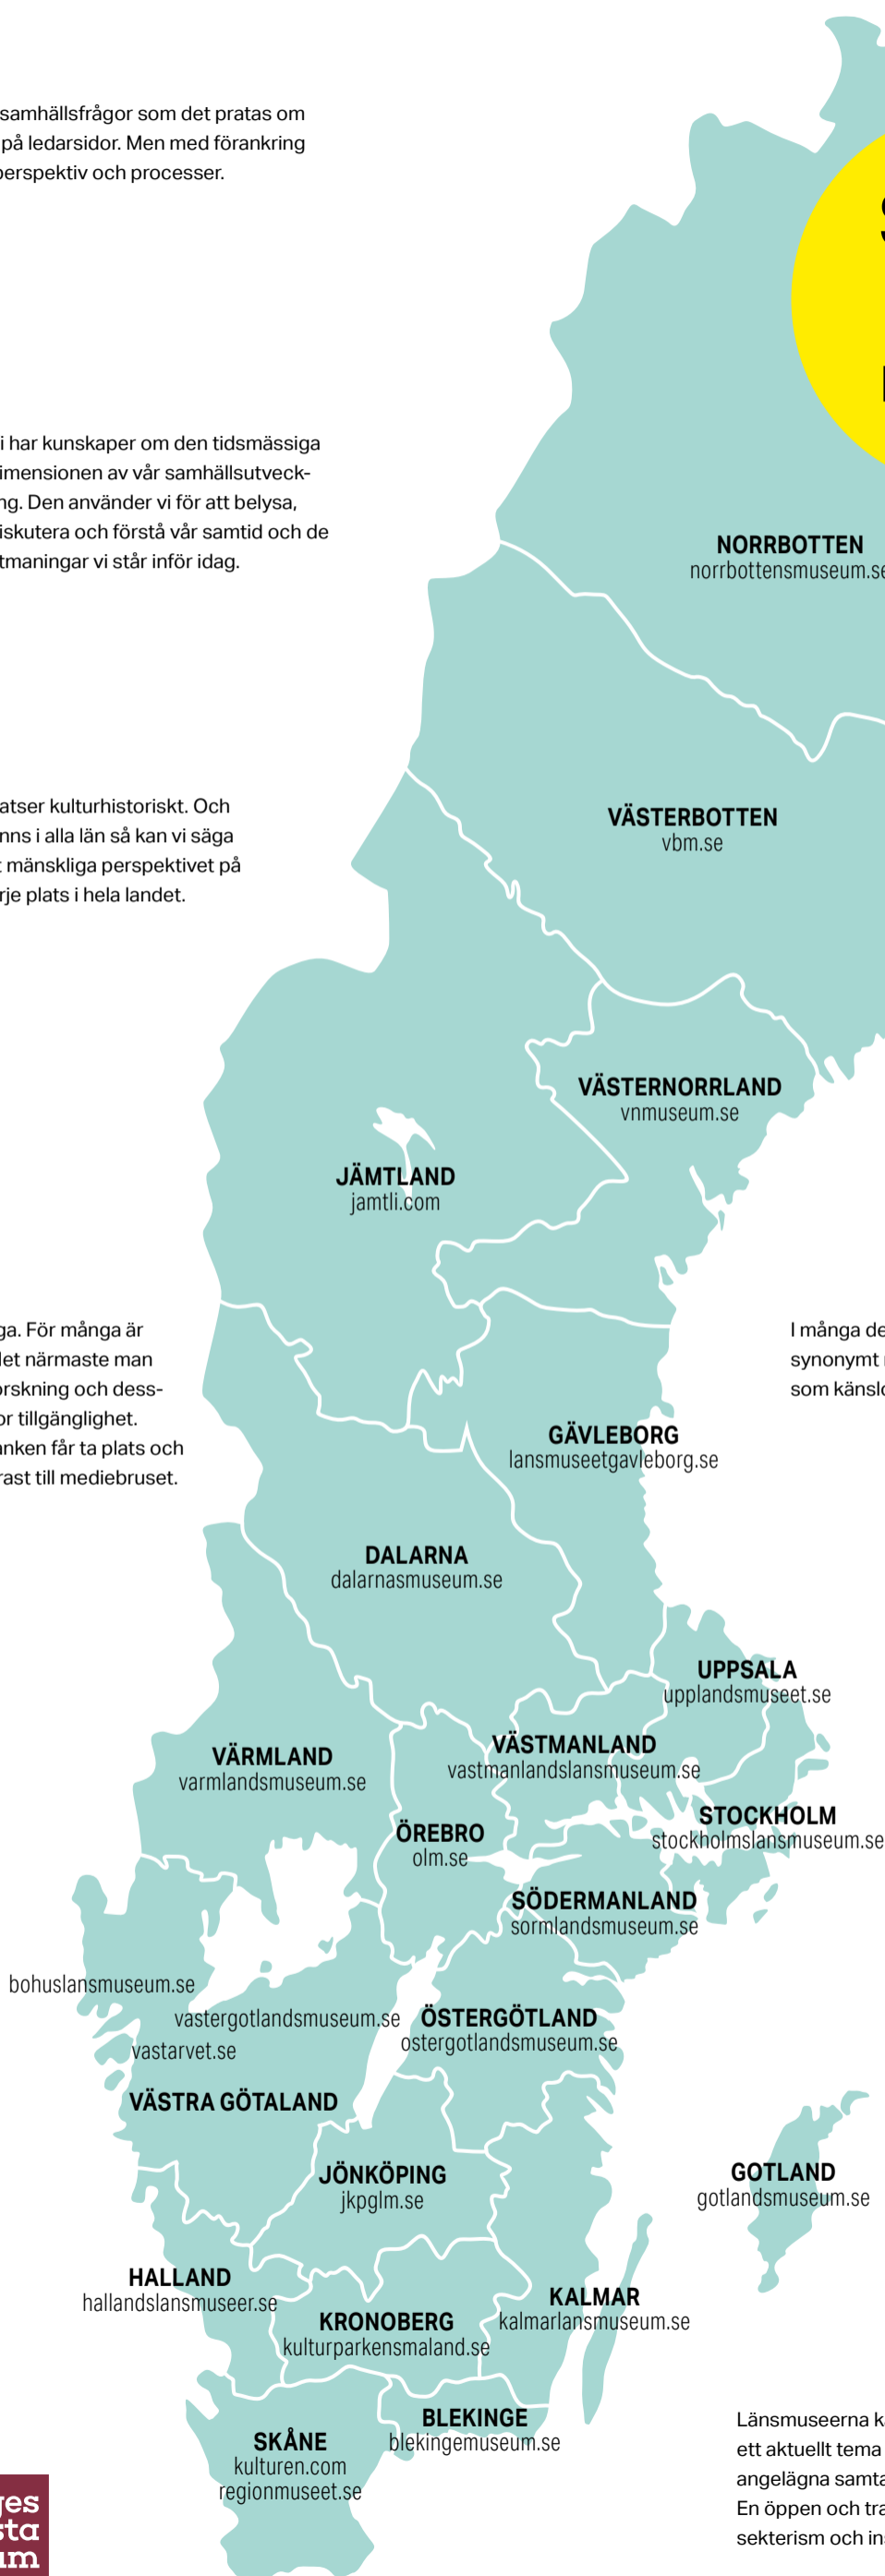 samhällsfrågor som det pratas om
på ledarsidor. Men med förankring
perspektiv och processer.
i har kunskaper om den tidsmässiga
imensionen av vår samhällsutveck-
ng. Den använder vi för att belysa,
iskutera och förstå vår samtid och de
tmaningar vi står inför idag.
atser kulturhistoriskt. Och
nns i alla län så kan vi säga
t mänskliga perspektivet på
rje plats i hela landet.
ga. För många är
det närmaste man
orskning och dess-
or tillgänglighet.
anken får ta plats och
rast till mediebruset.
NORRBOTTEN
norrbottensmuseum.se
VÄSTERBOTTEN
vbm.se
VÄSTERNORRLAND
vnmuseum.se
JÄMTLAND
jamtli.com
I många de
synonymt
som känslo
GÄVLEBORG
lansmuseetgavleborg.se
DALARNA
dalarnasmuseum.se
UPPSALA
upplandsmuseet.se
VÄSTMANLAND
vastmanlandslansmuseum.se
VÄRMLAND
varmlandsmuseum.se
STOCKHOLM
stockholmslansmuseum.se
ÖREBRO
olm.se
SÖDERMANLAND
sormlandsmuseum.se
bohuslansmuseum.se
vastergotlandsmuseum.se
vastarvet.se
VÄSTRA GÖTALAND
ÖSTERGÖTLAND
ostergotlandsmuseum.se
JÖNKÖPING
jkpglm.se
GOTLAND
gotlandsmuseum.se
HALLAND
hallandslansmuseer.se
KRONOBERG
kulturparkensmaland.se
KALMAR
kalmarlansmuseum.se
BLEKINGE
blekingemuseum.se
SKÅNE
kulturen.com
regionmuseet.se
Länsmuseerna k
ett aktuellt tema
angelägna samta
En öppen och tra
sekterism och ins
ges
sta
um